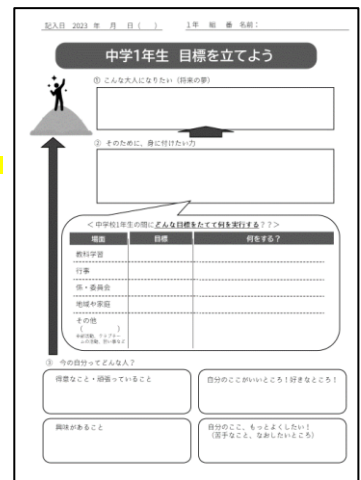 記入日 2023 年 月 日( ) 1年 組 番 名前:
中学1年生 目標を立てよう
① こんな大人になりたい(将来の夢)
② そのために、身に付けたい力
<中学校1年生の間にどんな目標をたてて何を実行する??>
場面 目標 何をする?
教科学習
行事
係・委員会
地域や家庭
その他
( )
③ 今の自分ってどんな人?
得意なこと・頑張っていること
自分のここがいいところ!好きなところ!
興味があること
自分のここ、もっとよくしたい!
(苦手なこと、なおしたいところ)